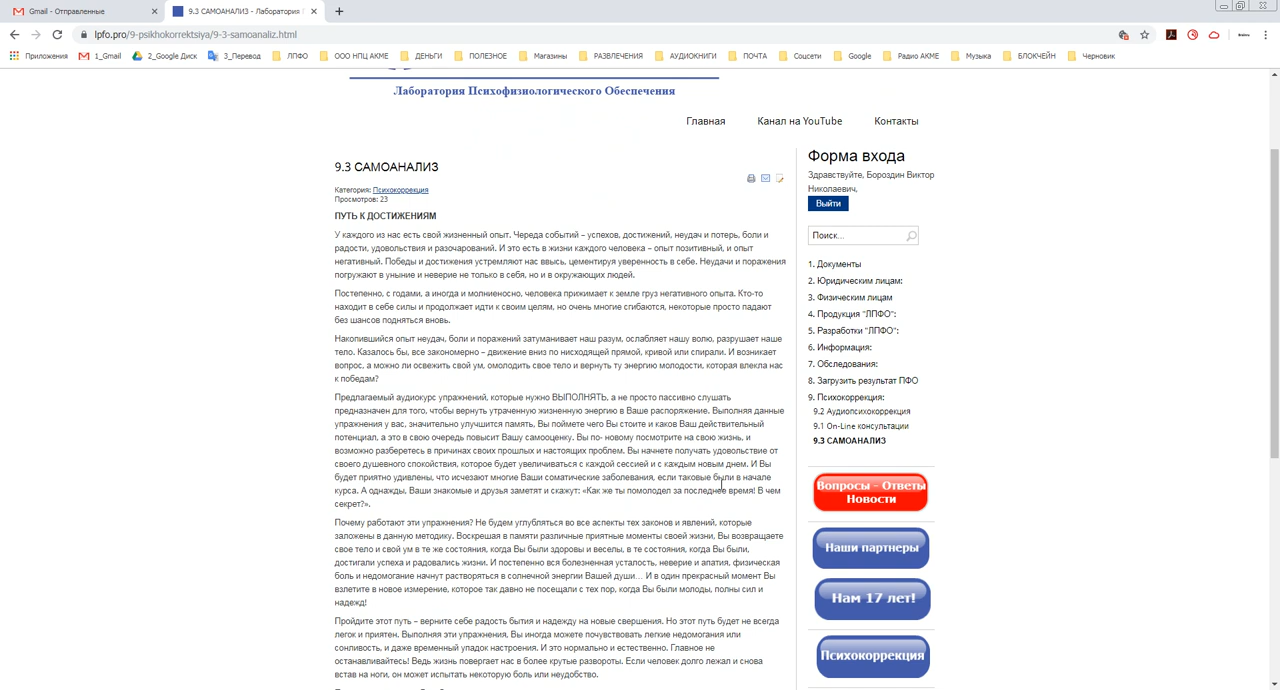 Gmail - Отправленные
9.3 САМОАНАЛИЗ - Лаборатория
lpfo.pro/9-psikhokorrektsiya/9-3-samoanaliz.html
Приложения 1_Gmail 2_Google Диск 3_Перевод ЛПФО ООО НПЦ АКМЕ ДЕНЬГИ ПОЛЕЗНОЕ Магазины РАЗВЛЕЧЕНИЯ АУДИОКНИГИ ПОЧТА Соцсети Google Радио АКМЕ Музыка БЛОКЧЕЙН Черновик
Лаборатория Психофизиологического Обеспечения
Главная Канал на YouTube Контакты
9.3 САМОАНАЛИЗ
Категория: Психокоррекция
Просмотров: 23
ПУТЬ К ДОСТИЖЕНИЯМ
У каждого из нас есть свой жизненный опыт. Череда событий – успехов, достижений, неудач и потерь, боли и
радости, удовольствия и разочарований. И это есть в жизни каждого человека – опыт позитивный, и опыт
негативный. Победы и достижения устремляют нас ввысь, цементируя уверенность в себе. Неудачи и поражения
погружают в уныние и неверие не только в себя, но и в окружающих людей.
Постепенно, с годами, а иногда и молниеносно, человека прижимает к земле груз негативного опыта. Кто-то
находит в себе силы и продолжает идти к своим целям, но очень многие сгибаются, некоторые просто падают
без шансов подняться вновь.
Накопившийся опыт неудач, боли и поражений затуманивает наш разум, ослабляет нашу волю, разрушает наше
тело. Казалось бы, все закономерно – движение вниз по нисходящей прямой, кривой или спирали. И возникает
вопрос, а можно ли освежить свой ум, омолодить свое тело и вернуть ту энергию молодости, которая влекла нас
к победам?
Предлагаемый аудиокурс упражнений, которые нужно ВЫПОЛНЯТЬ, а не просто пассивно слушать
предназначен для того, чтобы вернуть утраченную жизненную энергию в Ваше распоряжение. Выполняя данные
упражнения у вас, значительно улучшится память, Вы поймете чего Вы стоите и каков Ваш действительный
потенциал, а это в свою очередь повысит Вашу самооценку. Вы по- новому посмотрите на свою жизнь, и
возможно разберетесь в причинах своих прошлых и настоящих проблем. Вы начнете получать удовольствие от
своего душевного спокойствия, которое будет увеличиваться с каждой сессией и с каждым новым днем. И Вы
будет приятно удивлены, что исчезают многие Ваши соматические заболевания, если таковые были в начале
курса. А однажды, Ваши знакомые и друзья заметят и скажут: «Как же ты помолодел за последнее время! В чем
секрет?».
Почему работают эти упражнения? Не будем углубляться во все аспекты тех законов и явлений, которые
заложены в данную методику. Воскрешая в памяти различные приятные моменты своей жизни, Вы возвращаете
свое тело и свой ум в те же состояния, когда Вы были здоровы и веселы, в те состояния, когда Вы были,
достигали успеха и радовались жизни. И постепенно вся болезненная усталость, неверие и апатия, физическая
боль и недомогание начнут растворяться в солнечной энергии Вашей души… И в один прекрасный момент Вы
взлетите в новое измерение, которое так давно не посещали с тех пор, когда Вы были молоды, полны сил и
надежд!
Пройдите этот путь – верните себе радость бытия и надежду на новые свершения. Но этот путь будет не всегда
легок и приятен. Выполняя эти упражнения, Вы иногда можете почувствовать легкие недомогания или
сонливость, и даже временный упадок настроения. И это нормально и естественно. Главное не
останавливайтесь! Ведь жизнь повергает нас в более крутые развороты. Если человек долго лежал и снова
встав на ноги, он может испытать некоторую боль или неудобство.
Форма входа
Здравствуйте, Бороздин Виктор
Николаевич,
Выйти
Поиск...
1. Документы
2. Юридическим лицам:
3. Физическим лицам
4. Продукция "ЛПФО":
5. Разработки "ЛПФО":
6. Информация:
7. Обследования:
8. Загрузить результат ПФО
9. Психокоррекция:
9.2 Аудиопсихокоррекция
9.1 On-Line консультации
9.3 САМОАНАЛИЗ
Вопросы - Ответы
Новости
Наши партнеры
Нам 17 лет!
Психокоррекция